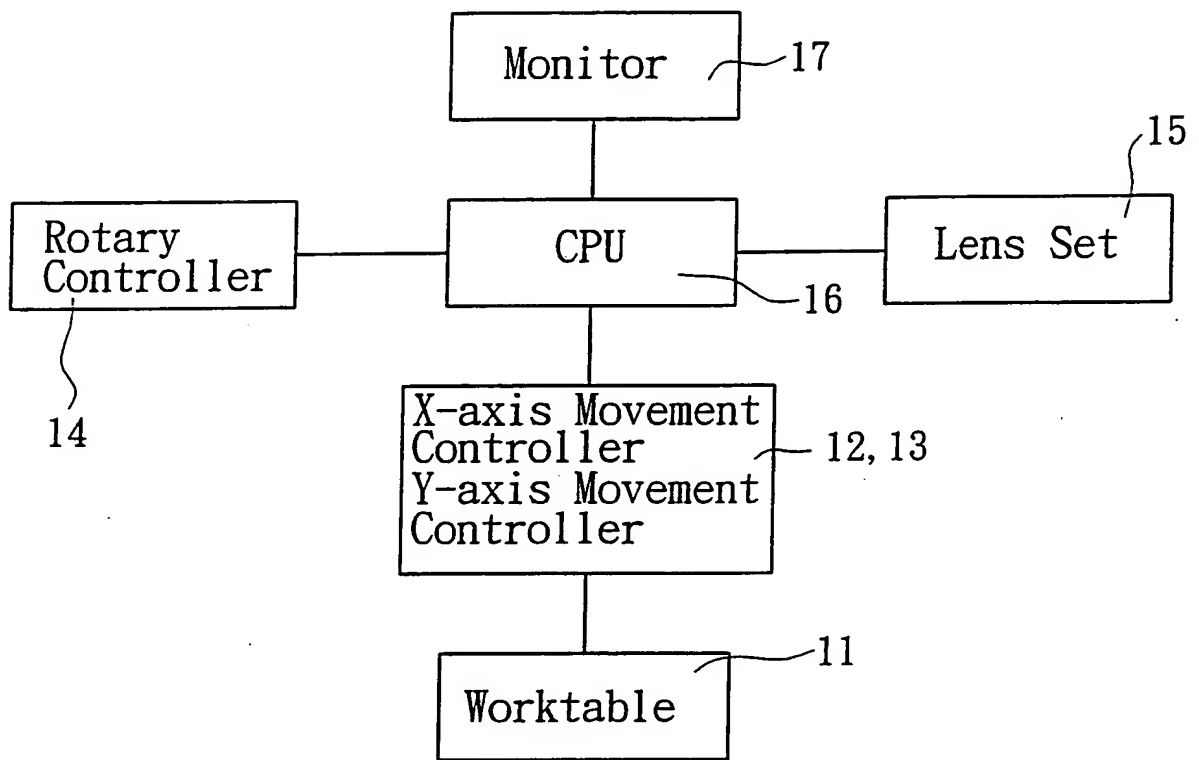 Monitor
17
15
Rotary
Controller
CPU
Lens Set
16
14
X-axis Movement
Controller
Y-axis Movement
Controller
12, 13
11
Worktable